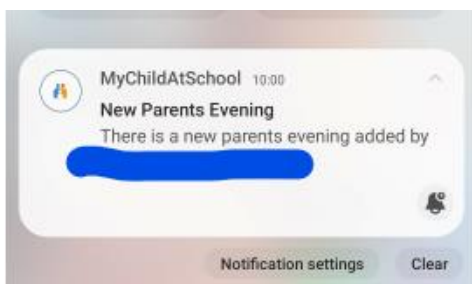 MyChildAtSchool 10:00
New Parents Evening
There is a new parents evening added by
Notification settings Clear